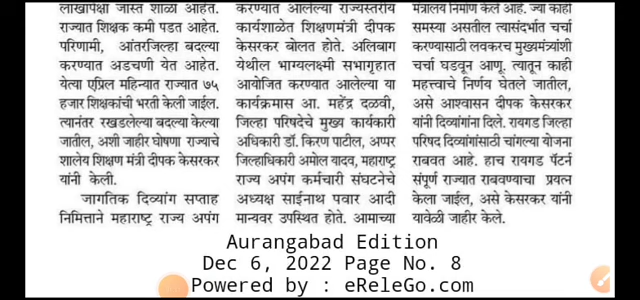 लाखापेक्षा जास्त शाळा आहेत.
राज्यात शिक्षक कमी पडत आहेत.
परिणामी, आंतरजिल्हा बदल्या
करण्यात अडचणी येत आहेत.
येत्या एप्रिल महिन्यात राज्यात ७५
हजार शिक्षकांची भरती केली जाईल.
त्यानंतर रखडलेल्या बदल्या केल्या
जातील, अशी जाहीर घोषणा राज्याचे
शालेय शिक्षण मंत्री दीपक केसरकर
यांनी केली.
जागतिक दिव्यांग सप्ताह
निमित्ताने महाराष्ट्र राज्य अपंग
करण्यात आलेल्या राज्यस्तरीय
कार्यशाळेत शिक्षणमंत्री दीपक
केसरकर बोलत होते. अलिबाग
येथील भाग्यलक्ष्मी सभागृहात
आयोजित करण्यात आलेल्या या
कार्यक्रमास आ. महेंद्र दळवी,
जिल्हा परिषदेचे मुख्य कार्यकारी
अधिकारी डॉ. किरण पाटील, अप्पर
जिल्हाधिकारी अमोल यादव, महाराष्ट्र
राज्य अपंग कर्मचारी संघटनेचे
अध्यक्ष साईनाथ पवार आदी
मान्यवर उपस्थित होते. आमाच्या
मंत्रालय निर्माण केले आहे. ज्या काही
समस्या असतील त्यासंदर्भात चर्चा
करण्यासाठी लवकरच मुख्यमंत्र्यांशी
चर्चा घडवून आणू. त्यातून काही
महत्त्वाचे निर्णय घेतले जातील,
असे आश्वासन दीपक केसरकर
यांनी दिव्यांगांना दिले. रायगड जिल्हा
परिषद दिव्यांगांसाठी चांगल्या योजना
राबवत आहे. हाच रायगड पॅटर्न
संपूर्ण राज्यात राबवण्याचा प्रयत्न
केला जाईल, असे केसरकर यांनी
यावेळी जाहीर केले.
Aurangabad Edition
Dec 6, 2022 Page No. 8
Powered by : eReleGo.com